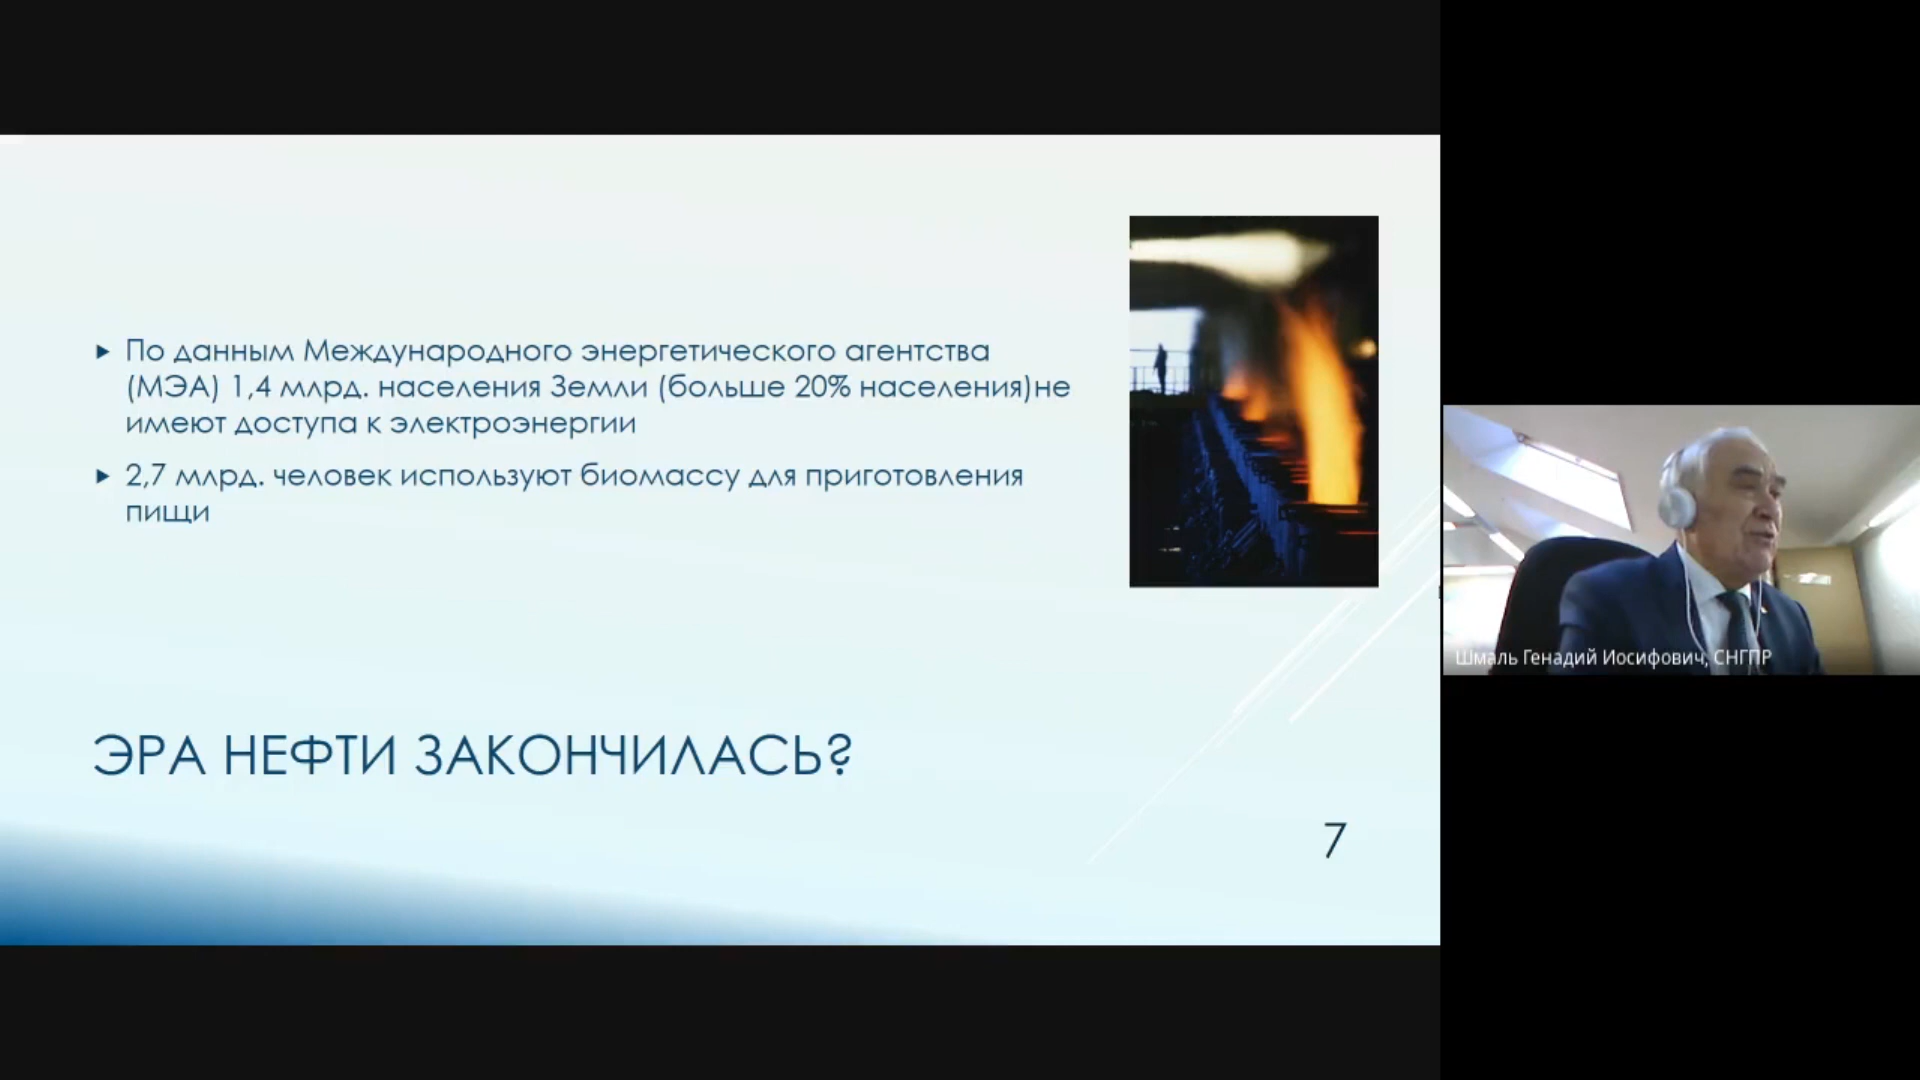 По данным Международного энергетического агентства
(МЭА) 1,4 млрд. населения Земли (больше 20% населения)не
имеют доступа к электроэнергии
2,7 млрд. человек используют биомассу для приготовления
пищи
ЭРА НЕФТИ ЗАКОНЧИЛАСЬ?
7
Шмаль Генадий Иосифович, СНГПР